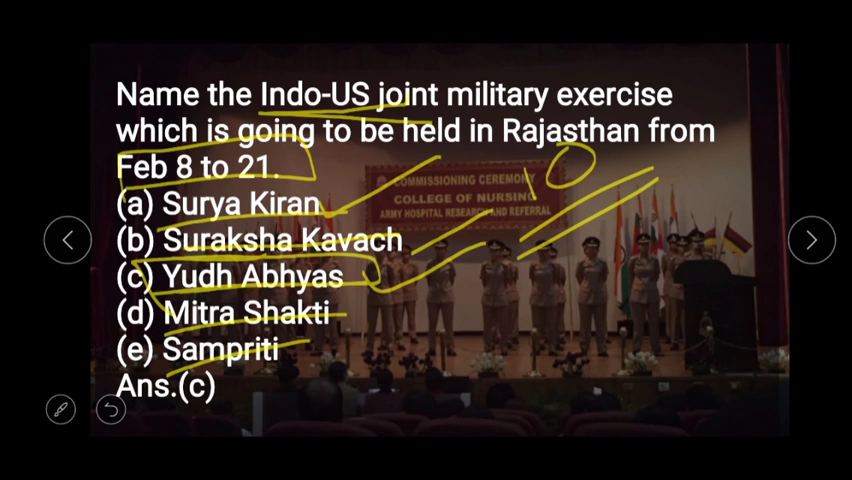 Name the Indo-US joint military exercise
which is going to be held in Rajasthan from
Feb 8 to 21.
(a) Surya Kiran
(b) Suraksha Kavach
(c) Yudh Abhyas
(d) Mitra Shakti
(e) Sampriti
Ans.(c)
COMMISSIONING CEREMONY
COLLEGE OF NURSING
ARMY HOSPITAL RESEARCH AND REFERRAL
10